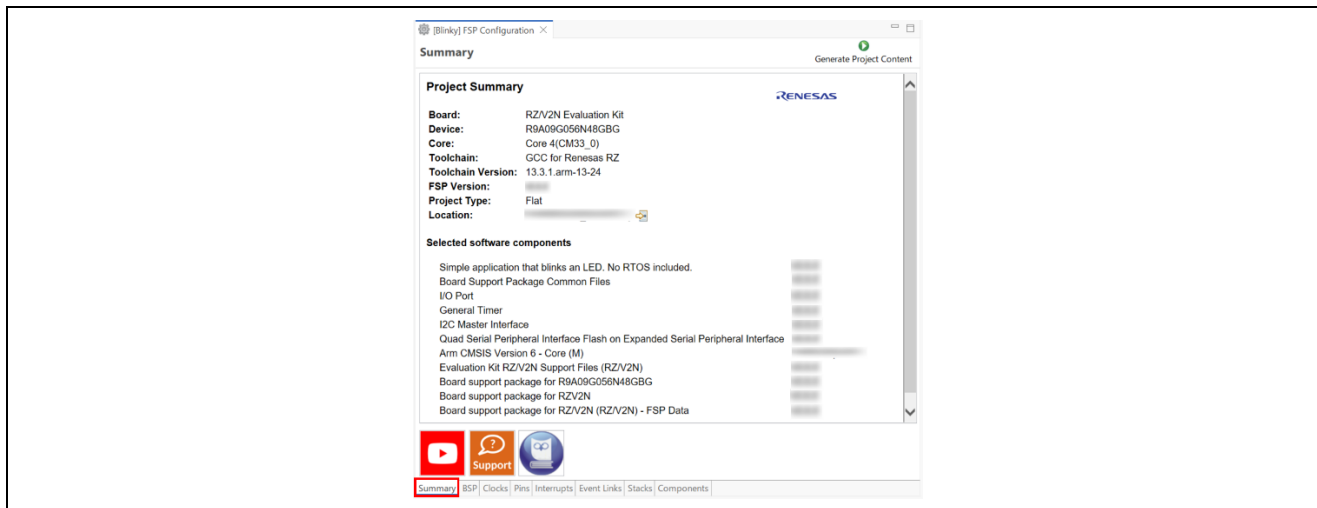 [Blinky] FSP Configuration
Summary
Generate Project Content
Project Summary
RENESAS
Board: RZ/V2N Evaluation Kit
Device: R9A09G056N48GBG
Core: Core 4(CM33_0)
Toolchain: GCC for Renesas RZ
Toolchain Version: 13.3.1.arm-13-24
FSP Version:
Project Type: Flat
Location:
Selected software components
Simple application that blinks an LED. No RTOS included.
Board Support Package Common Files
I/O Port
General Timer
I2C Master Interface
Quad Serial Peripheral Interface Flash on Expanded Serial Peripheral Interface
Arm CMSIS Version 6 - Core (M)
Evaluation Kit RZ/V2N Support Files (RZ/V2N)
Board support package for R9A09G056N48GBG
Board support package for RZV2N
Board support package for RZ/V2N (RZ/V2N) - FSP Data
Support
Summary BSP Clocks Pins Interrupts Event Links Stacks Components